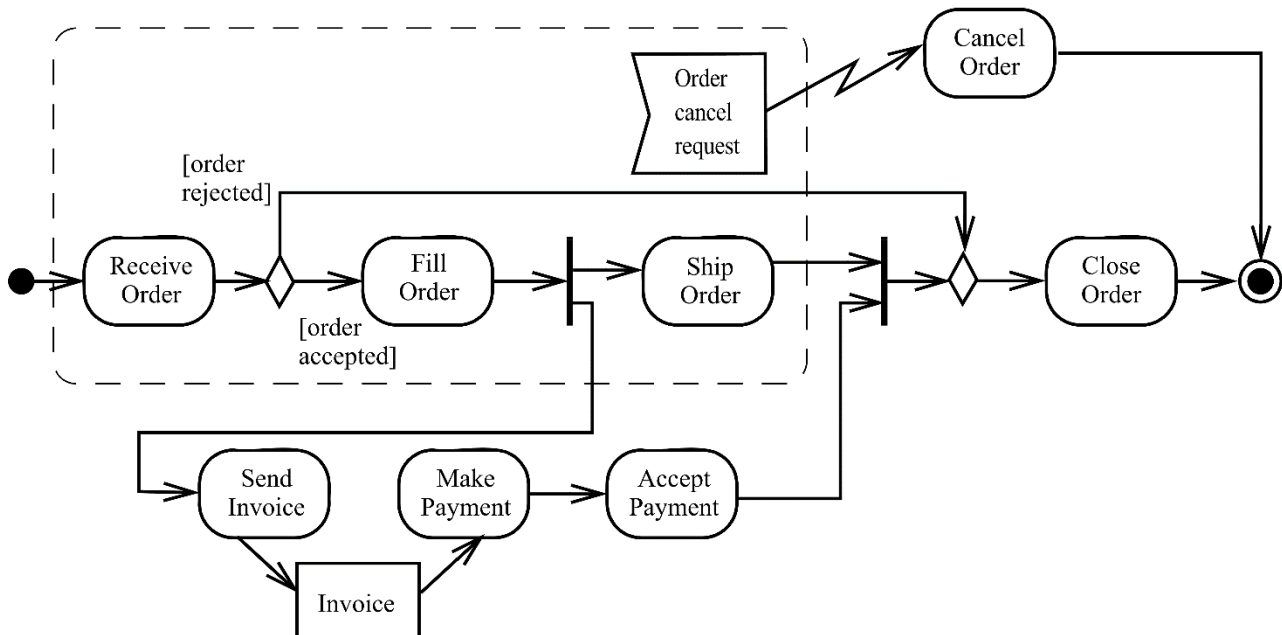 Cancel
Order
Order
cancel
request
[order
rejected]
Receive
Order
Fill
Order
Ship
Order
Close
Order
[order
accepted]
Send
Invoice
Make
Payment
Accept
Payment
Invoice